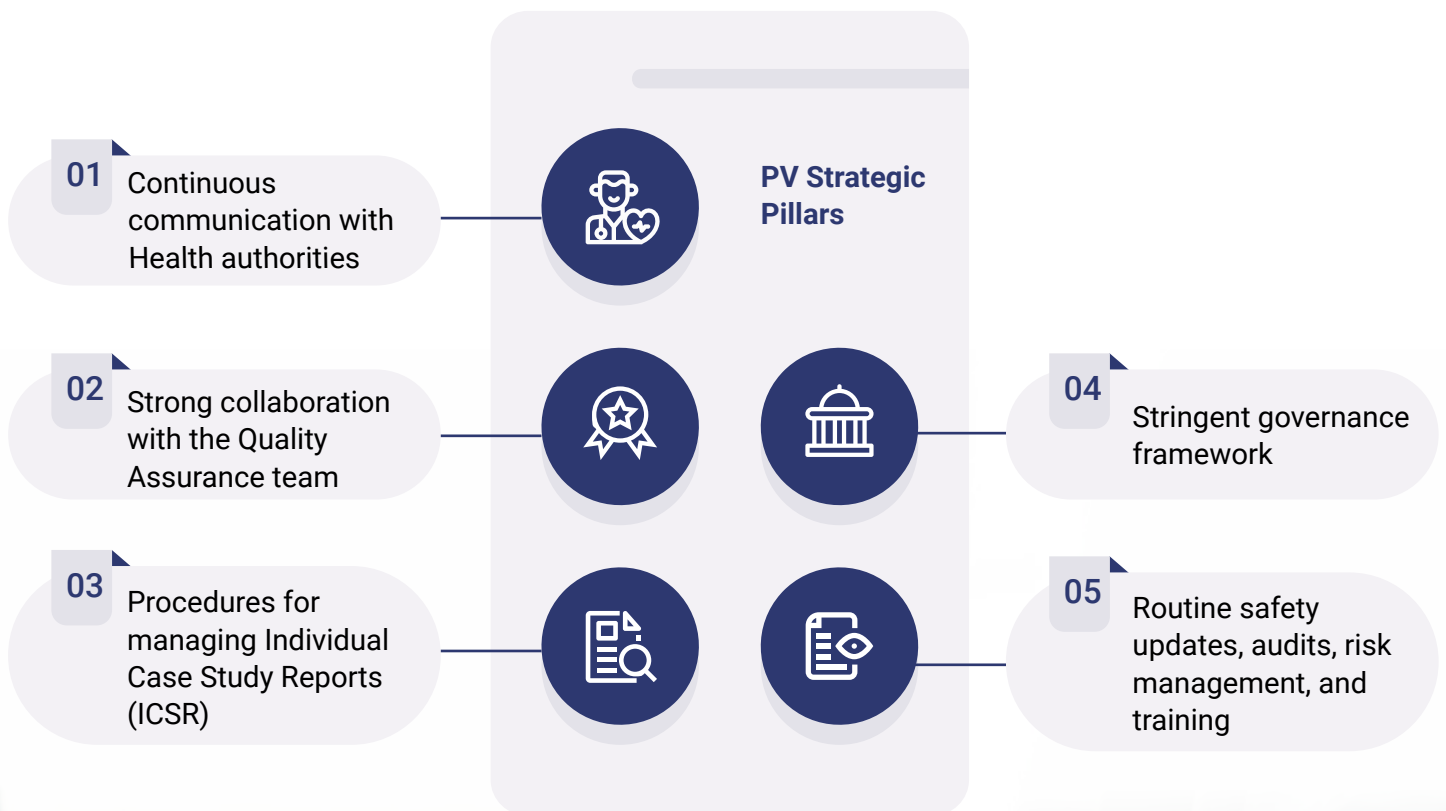 PV Strategic
Pillars
01
Continuous
communication with
Health authorities
02
Strong collaboration
with the Quality
Assurance team
03
Procedures for
managing Individual
Case Study Reports
(ICSR)
04
Stringent governance
framework
05
Routine safety
updates, audits, risk
management, and
training